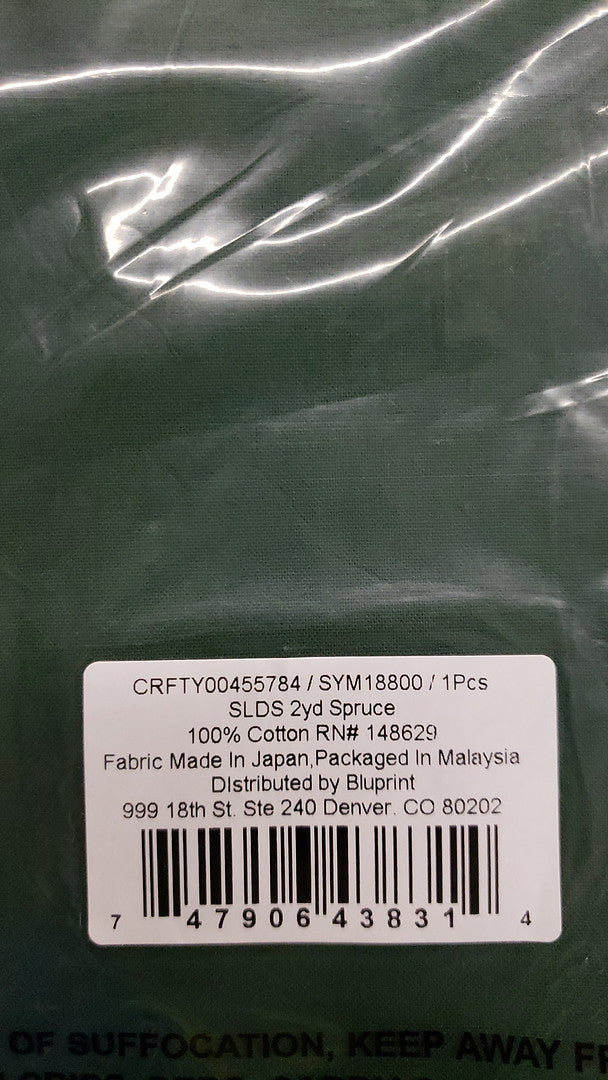 CRFTY00455784 / SYM18800 / 1Pcs
SLDS 2yd Spruce
100% Cotton RN# 148629
Fabric Made In Japan,Packaged In Malaysia
DIstributed by Bluprint
999 18th St. Ste 240 Denver. CO 80202
7 47906 43831 4
OF SUFFOCATION, KEEP AWAY